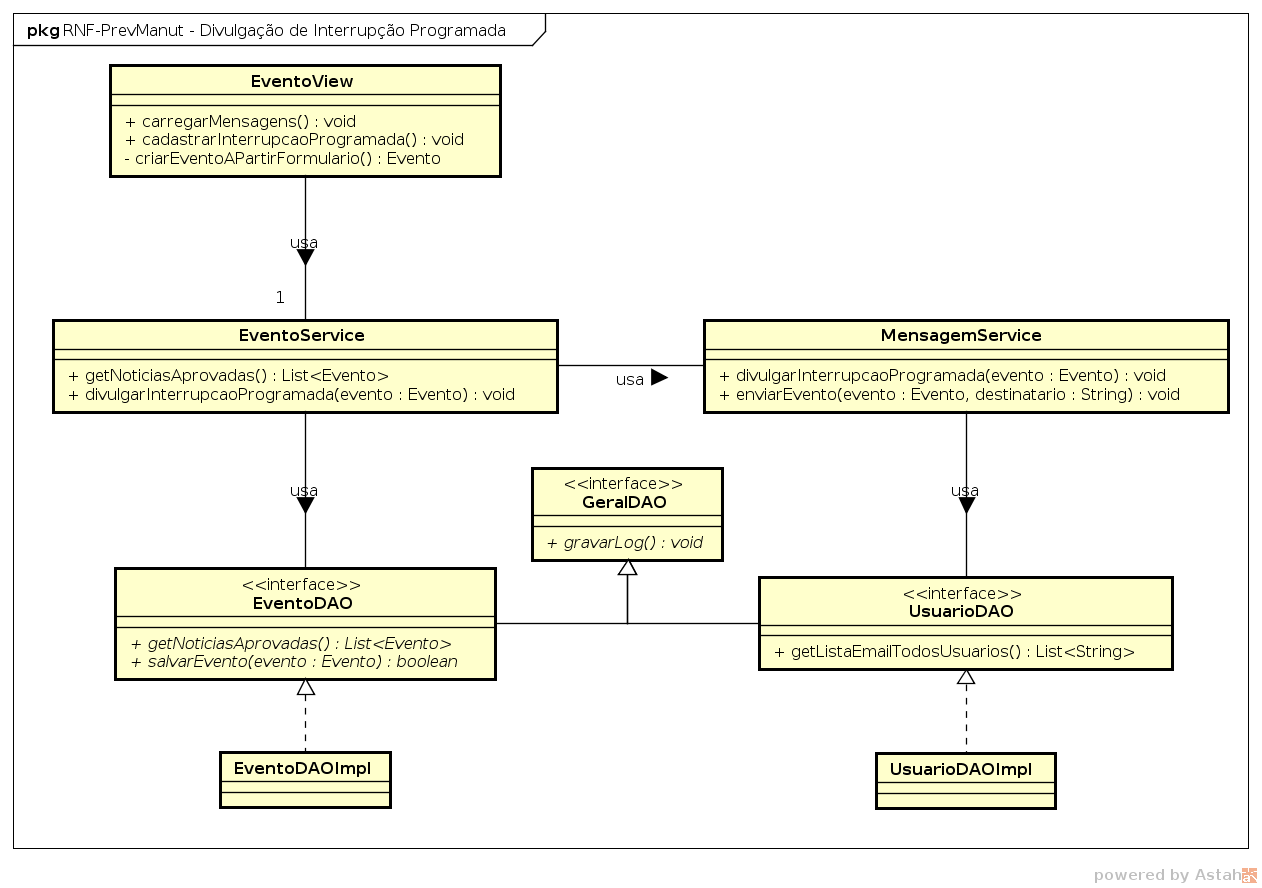 pkg RNF-PrevManut - Divulgação de Interrupção Programada
EventoView
+ carregarMensagens() : void
+ cadastrarInterrupcaoProgramada() : void
- criarEventoAPartirFormulario() : Evento
usa
1
EventoService
+ getNoticiasAprovadas() : List<Evento>
+ divulgarInterrupcaoProgramada(evento : Evento) : void
usa
MensagemService
+ divulgarInterrupcaoProgramada(evento : Evento) : void
+ enviarEvento(evento : Evento, destinatario : String) : void
usa
usa
<<interface>>
GeralDAO
+ gravarLog() : void
<<interface>>
EventoDAO
+ getNoticiasAprovadas() : List<Evento>
+ salvarEvento(evento : Evento) : boolean
<<interface>>
UsuarioDAO
+ getListaEmailTodosUsuarios() : List<String>
EventoDAOImpl
UsuarioDAOImpl
powered by Astah